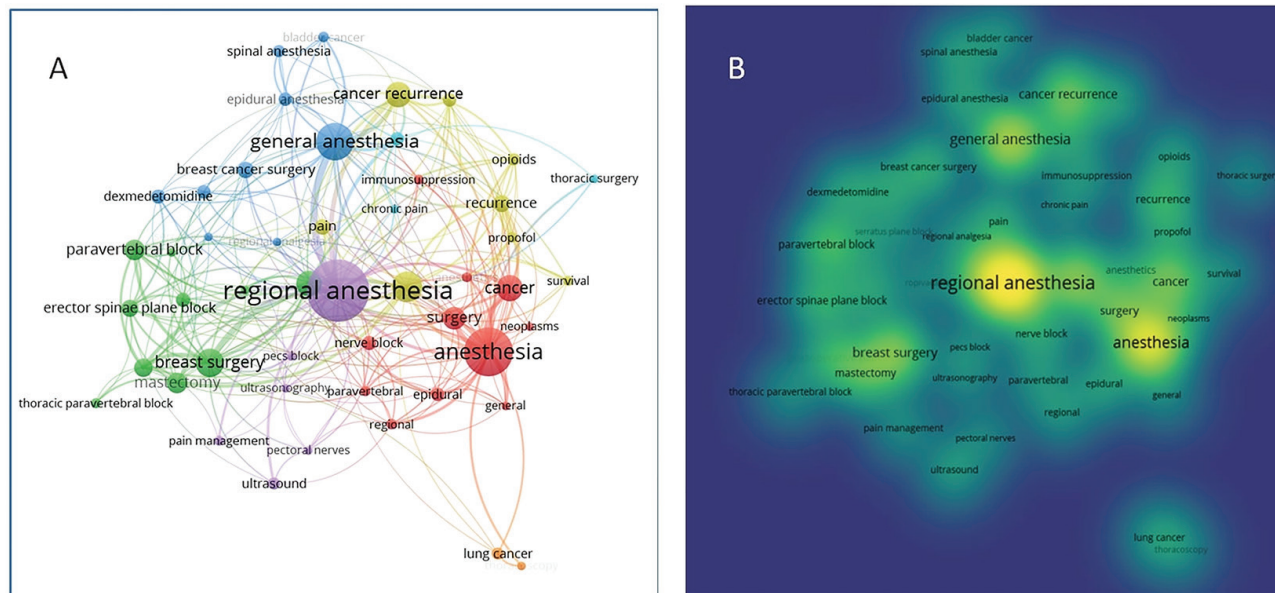 A
bladder cancer
spinal anesthesia
epidural anesthesia
cancer recurrence
general anesthesia
opioids
breast cancer surgery
immunosuppression
thoracic surgery
dexmedetomidine
chronic pain
recurrence
pain
propofol
regional analgesia
paravertebral block
survival
regional anesthesia
cancer
erector spinae plane block
surgery
neoplasms
nerve block
anesthesia
pecs block
breast surgery
mastectomy
ultrasonography
paravertebral
epidural
thoracic paravertebral block
general
regional
pain management
pectoral nerves
ultrasound
lung cancer
thoracoscopy
B
bladder cancer
spinal anesthesia
epidural anesthesia
cancer recurrence
general anesthesia
opioids
breast cancer surgery
immunosuppression
thoracic surgery
dexmedetomidine
recurrence
chronic pain
pain
serratus plane block
regional analgesia
propofol
paravertebral block
anesthetics
survival
regional anesthesia
cancer
erector spinae plane block
surgery
neoplasms
nerve block
anesthesia
pecs block
breast surgery
mastectomy
ultrasonography
paravertebral
epidural
thoracic paravertebral block
general
regional
pain management
pectoral nerves
ultrasound
lung cancer
thoracoscopy